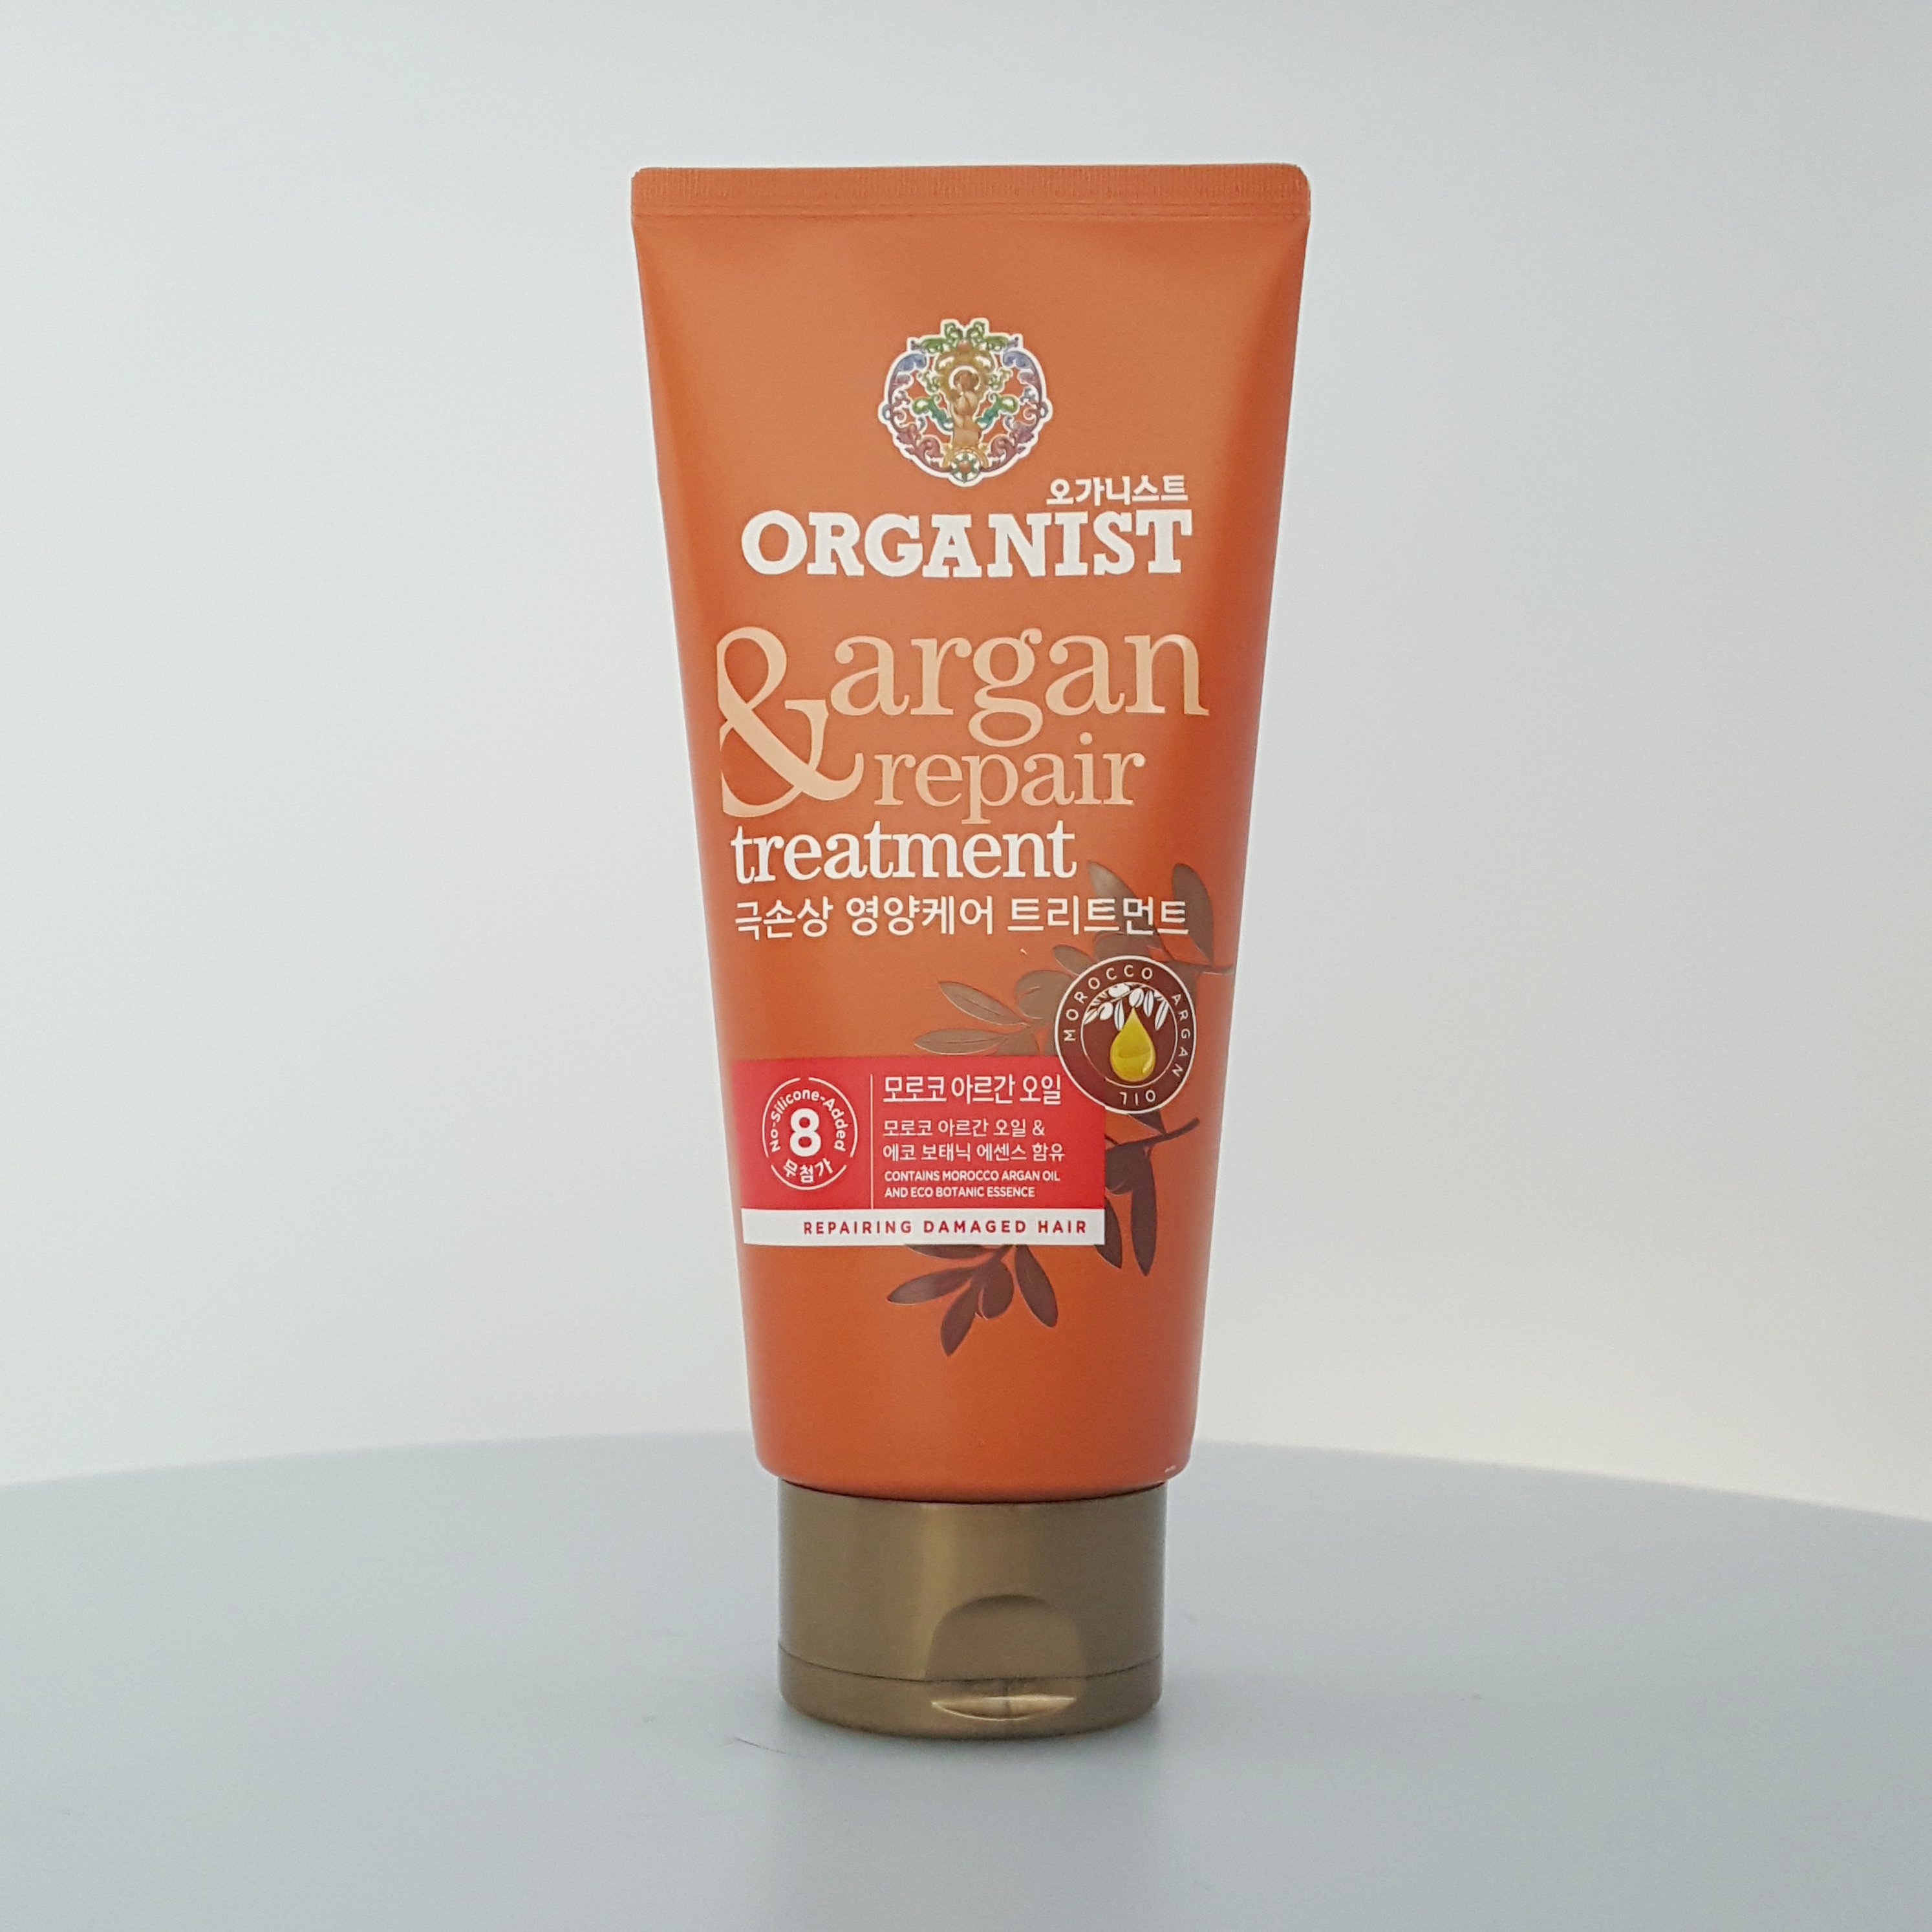 오가니스트
ORGANIST
& argan
repair
treatment
극손상 영양케어 트리트먼트
MOROCCO ARGAN OIL
No-Silicone-Added
8
무첨가
모로코 아르간 오일
모로코 아르간 오일 &
에코 보태닉 에센스 함유
CONTAINS MOROCCO ARGAN OIL
AND ECO BOTANIC ESSENCE
REPAIRING DAMAGED HAIR